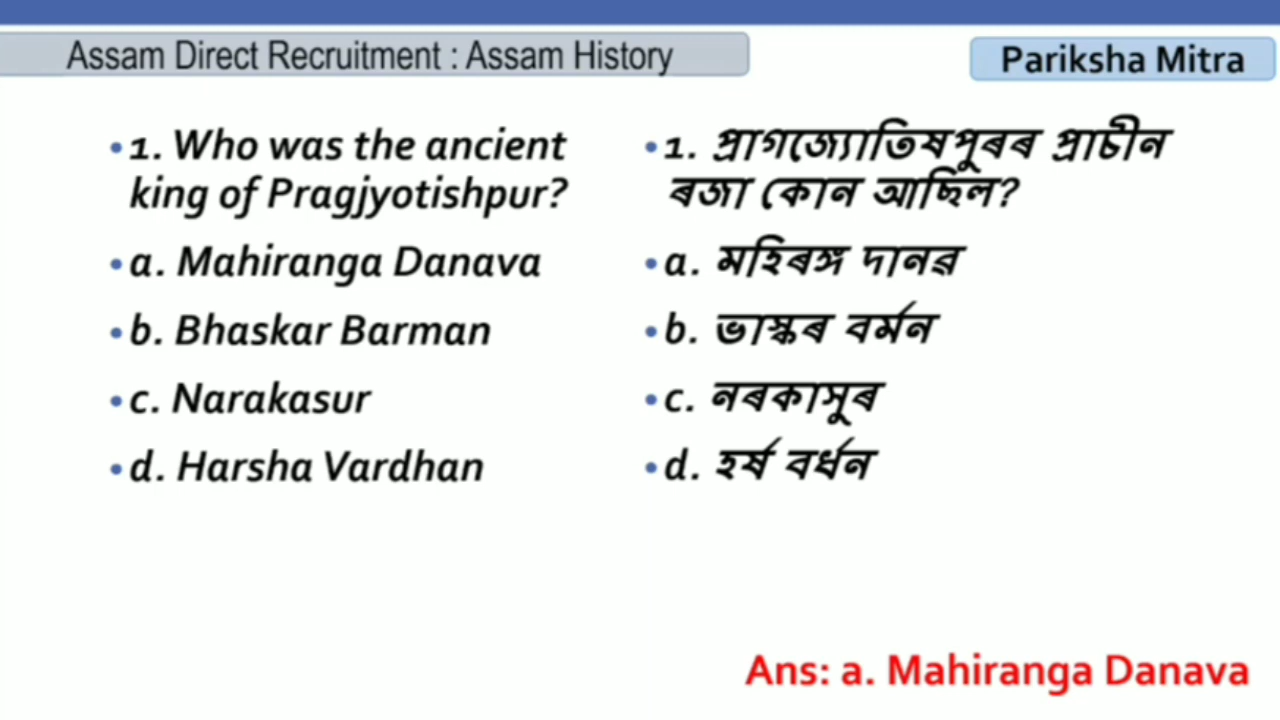 Assam Direct Recruitment : Assam History
Pariksha Mitra
• 1. Who was the ancient
king of Pragjyotishpur?
• a. Mahiranga Danava
• b. Bhaskar Barman
• c. Narakasur
• d. Harsha Vardhan
• 1. প্ৰাগজ্যোতিষপুৰৰ প্ৰাচীন
ৰজা কোন আছিল?
• a. মহিৰঙ্গ দানৱ
• b. ভাস্কৰ বৰ্মন
• c. নৰকাসুৰ
• d. হৰ্ষ বৰ্ধন
Ans: a. Mahiranga Danava